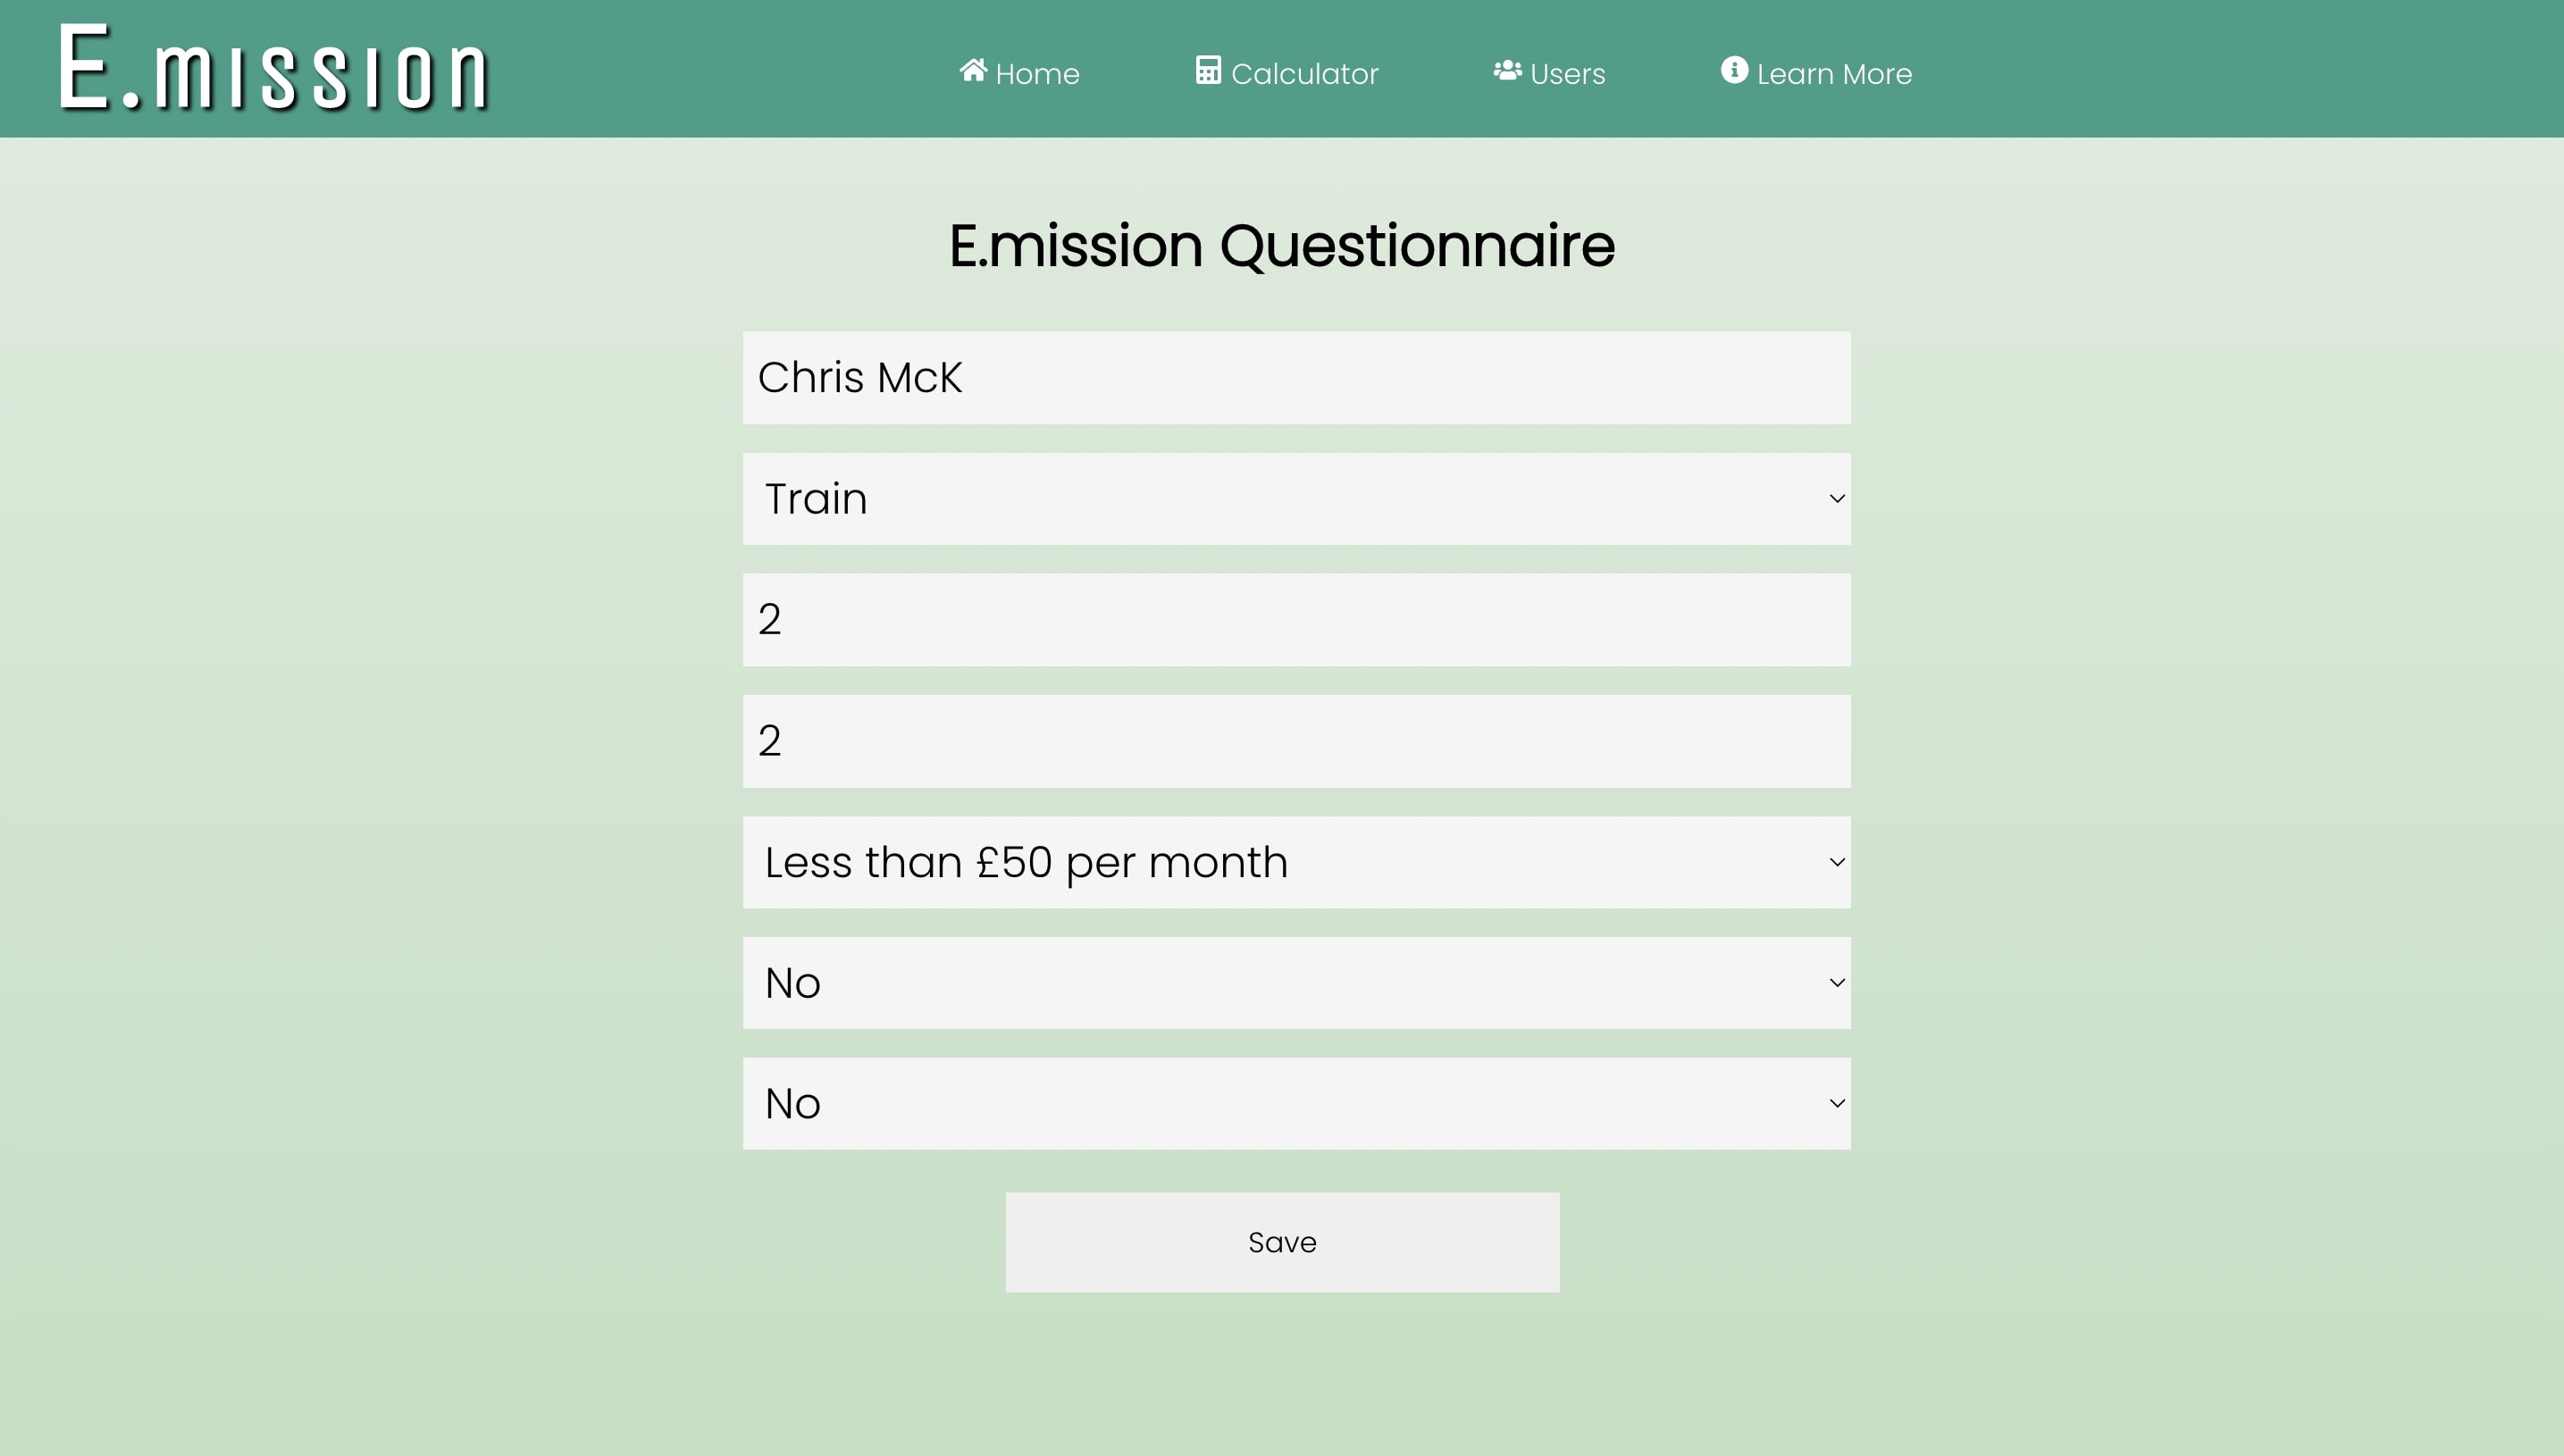 E.mission
Home Calculator Users Learn More
E.mission Questionnaire
Chris McK
Train
2
2
Less than £50 per month
No
No
Save